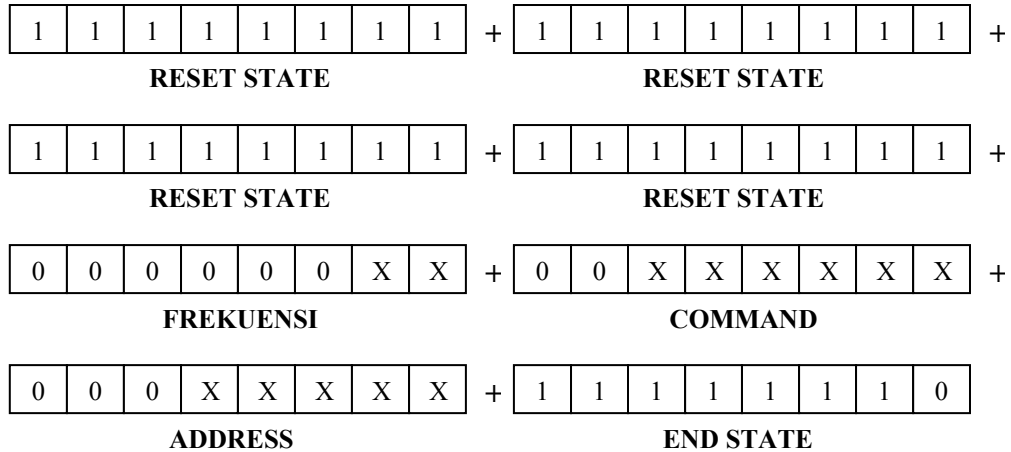 1 1 1 1 1 1 1 1 + 1 1 1 1 1 1 1 1 +
RESET STATE RESET STATE
1 1 1 1 1 1 1 1 + 1 1 1 1 1 1 1 1 +
RESET STATE RESET STATE
0 0 0 0 0 0 X X + 0 0 X X X X X X +
FREKUENSI COMMAND
0 0 0 X X X X X + 1 1 1 1 1 1 1 0
ADDRESS END STATE